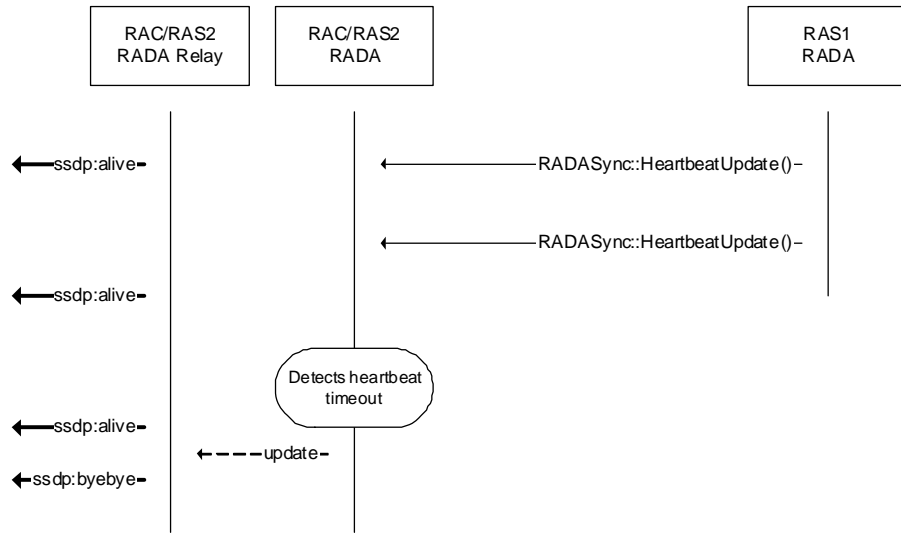 RAC/RAS2
RADA Relay
RAC/RAS2
RADA
RAS1
RADA
ssdp:alive
RADASync::HeartbeatUpdate()
RADASync::HeartbeatUpdate()
ssdp:alive
Detects heartbeat
timeout
ssdp:alive
update
ssdp:byebye